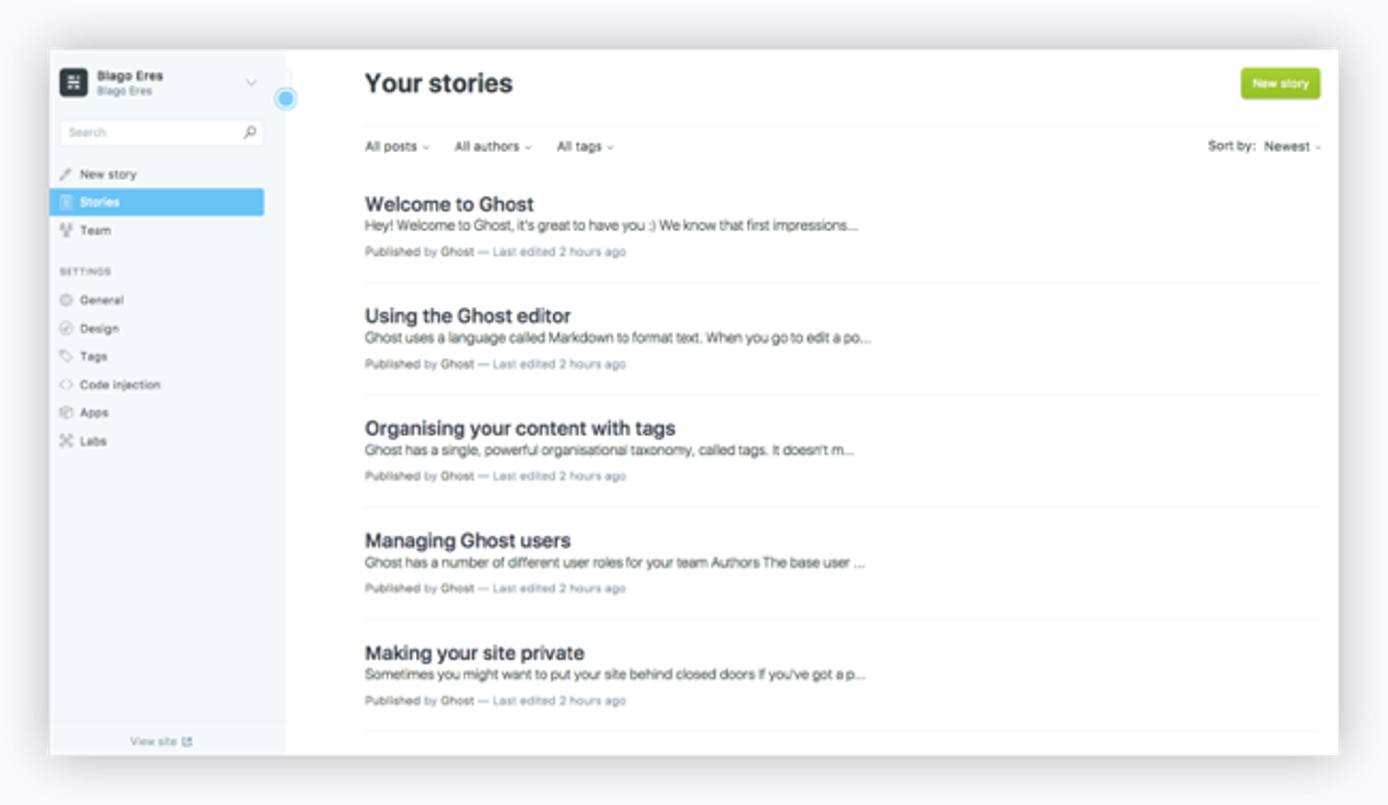 Blago Eres
Blago Eres
Search
New story
Stories
Team
SETTINGS
General
Design
Tags
Code injection
Apps
Labs
View site
Your stories
New story
All posts All authors All tags Sort by: Newest
Welcome to Ghost
Hey! Welcome to Ghost, it's great to have you :) We know that first impressions...
Published by Ghost — Last edited 2 hours ago
Using the Ghost editor
Ghost uses a language called Markdown to format text. When you go to edit a po...
Published by Ghost — Last edited 2 hours ago
Organising your content with tags
Ghost has a single, powerful organisational taxonomy, called tags. It doesn't m...
Published by Ghost — Last edited 2 hours ago
Managing Ghost users
Ghost has a number of different user roles for your team Authors The base user ...
Published by Ghost — Last edited 2 hours ago
Making your site private
Sometimes you might want to put your site behind closed doors If you've got a p...
Published by Ghost — Last edited 2 hours ago